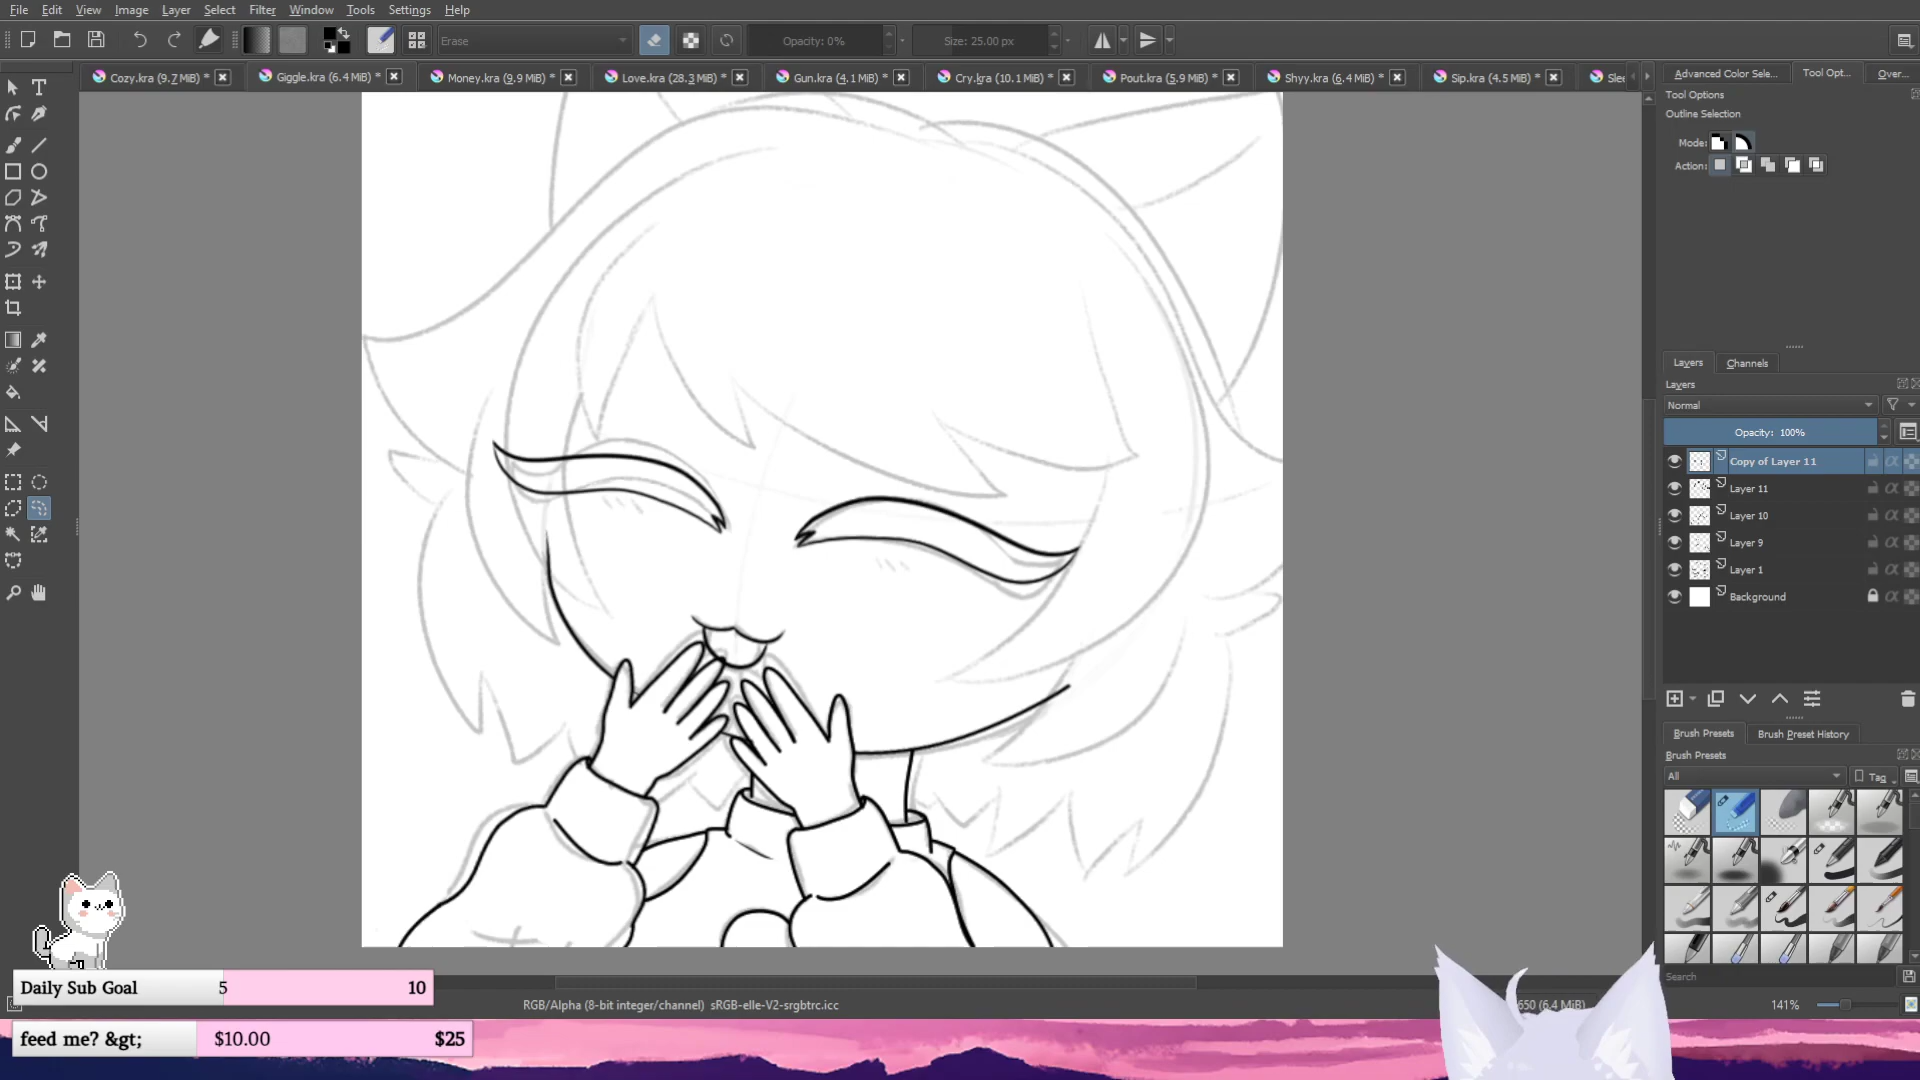 File Edit View Image Layer Select Filter Window Tools Settings Help
Erase Opacity: 0% Size: 25.00 px
Cozy.kra (9.7 MiB) * Giggle.kra (6.4 MiB) * Money.kra (9.9 MiB) * Love.kra (28.3 MiB) * Gun.kra (4.1 MiB) * Cry.kra (10.1 MiB) * Pout.kra (5.9 MiB) * Shyy.kra (6.4 MiB) * Sip.kra (4.5 MiB) * Slee
Advanced Color Sele... Tool Opt... Over...
Tool Options
Outline Selection
Mode:
Action:
Layers Channels
Layers
Normal
Opacity: 100%
Copy of Layer 11
Layer 11
Layer 10
Layer 9
Layer 1
Background
Brush Presets Brush Preset History
Brush Presets
All Tag
Search
RGB/Alpha (8-bit integer/channel) sRGB-elle-V2-srgbtrc.icc
650 (6.4 MiB)
141%
Daily Sub Goal 5 10
feed me? &gt; $10.00 $25